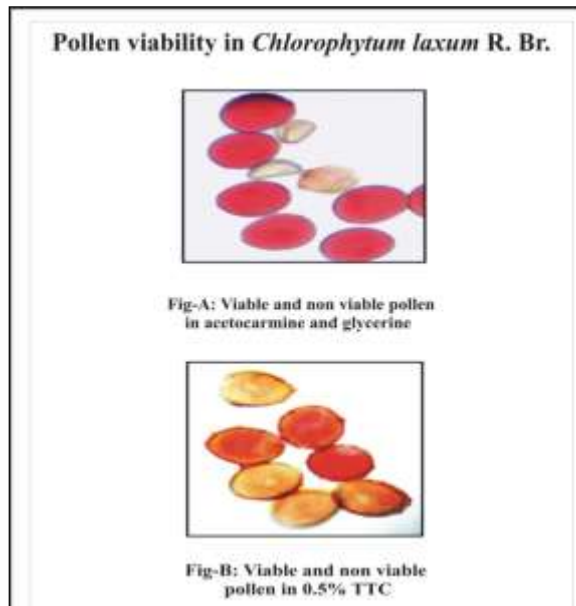 Pollen viability in Chlorophytum laxum R. Br.
Fig-A: Viable and non viable pollen
in acetocarmine and glycerine
Fig-B: Viable and non viable
pollen in 0.5% TTC